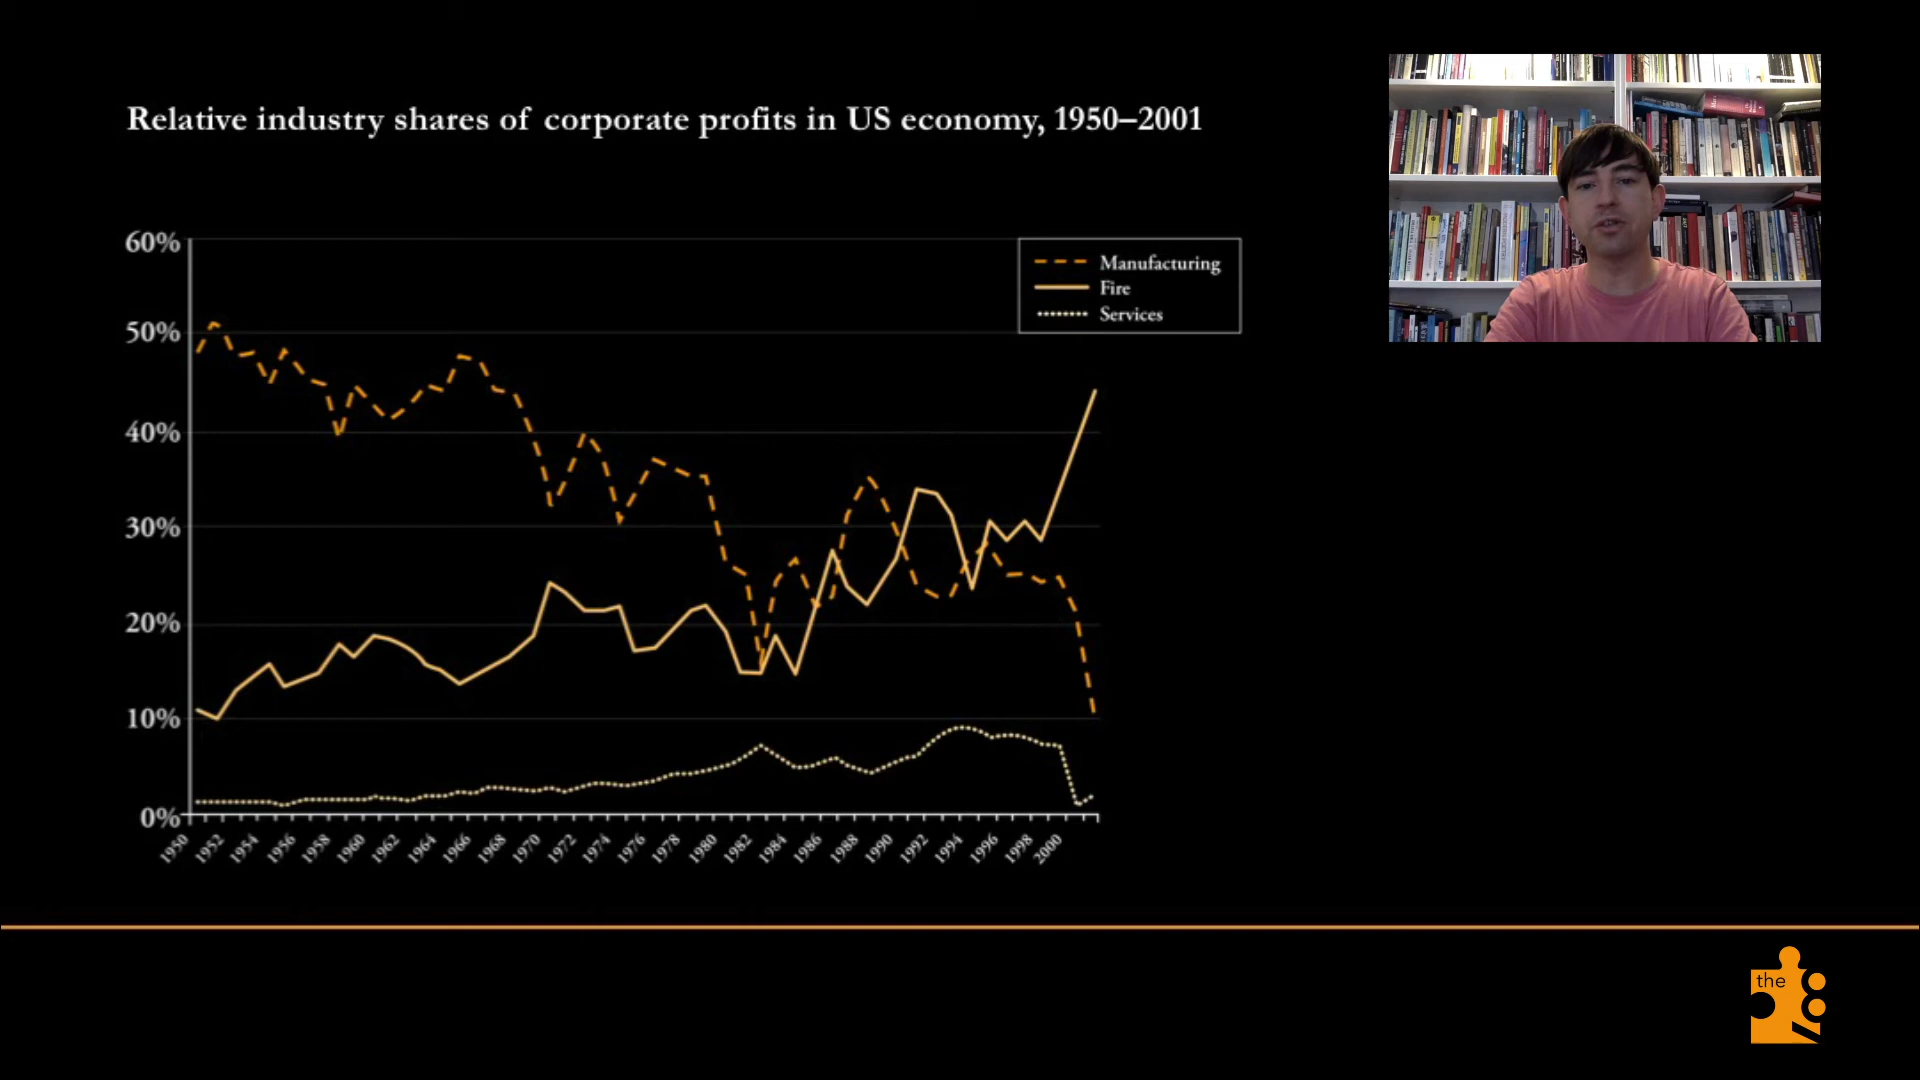 Relative industry shares of corporate profits in US economy, 1950–2001
60%
50%
40%
30%
20%
10%
0%
Manufacturing
Fire
Services
1950 1952 1954 1956 1958 1960 1962 1964 1966 1968 1970 1972 1974 1976 1978 1980 1982 1984 1986 1988 1990 1992 1994 1996 1998 2000
the